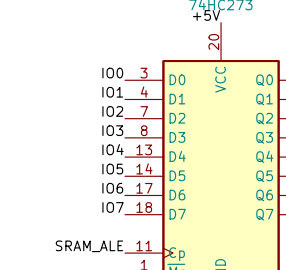 74HC273
+5V
20
VCC
IO0 3 D0 Q0
IO1 4 D1 Q1
IO2 7 D2 Q2
IO3 8 D3 Q3
IO4 13 D4 Q4
IO5 14 D5 Q5
IO6 17 D6 Q6
IO7 18 D7 Q7
SRAM_ALE 11 Cp
1